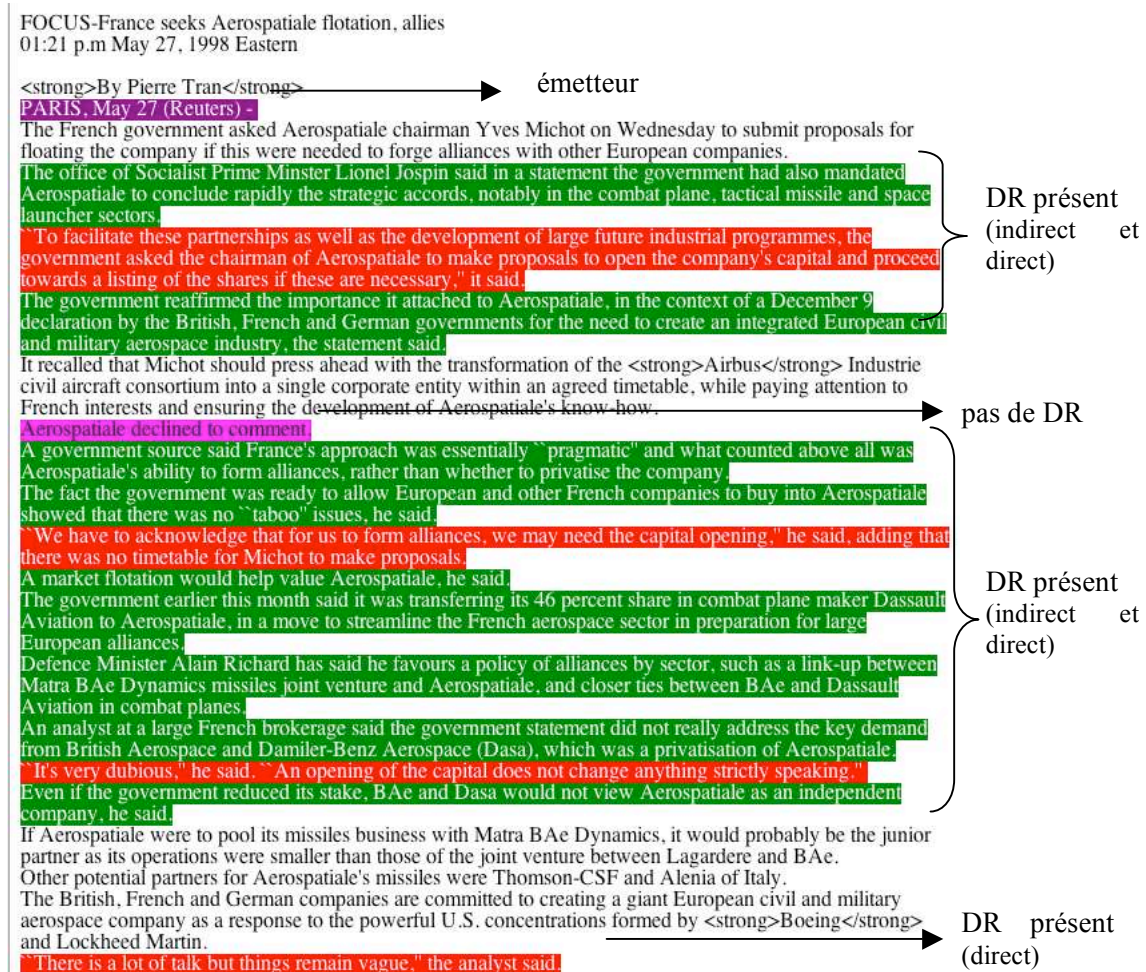 FOCUS-France seeks Aerospatiale flotation, allies
01:21 p.m May 27, 1998 Eastern
<strong>By Pierre Tran</strong>
émetteur
PARIS, May 27 (Reuters) -
The French government asked Aerospatiale chairman Yves Michot on Wednesday to submit proposals for
floating the company if this were needed to forge alliances with other European companies.
The office of Socialist Prime Minster Lionel Jospin said in a statement the government had also mandated
Aerospatiale to conclude rapidly the strategic accords, notably in the combat plane, tactical missile and space
launcher sectors.
``To facilitate these partnerships as well as the development of large future industrial programmes, the
government asked the chairman of Aerospatiale to make proposals to open the company's capital and proceed
towards a listing of the shares if these are necessary,'' it said.
The government reaffirmed the importance it attached to Aerospatiale, in the context of a December 9
declaration by the British, French and German governments for the need to create an integrated European civil
and military aerospace industry, the statement said.
DR présent
(indirect et
direct)
It recalled that Michot should press ahead with the transformation of the <strong>Airbus</strong> Industrie
civil aircraft consortium into a single corporate entity within an agreed timetable, while paying attention to
French interests and ensuring the development of Aerospatiale's know-how.
pas de DR
Aerospatiale declined to comment.
A government source said France's approach was essentially ``pragmatic'' and what counted above all was
Aerospatiale's ability to form alliances, rather than whether to privatise the company.
The fact the government was ready to allow European and other French companies to buy into Aerospatiale
showed that there was no ``taboo'' issues, he said.
``We have to acknowledge that for us to form alliances, we may need the capital opening,'' he said, adding that
there was no timetable for Michot to make proposals.
A market flotation would help value Aerospatiale, he said.
The government earlier this month said it was transferring its 46 percent share in combat plane maker Dassault
Aviation to Aerospatiale, in a move to streamline the French aerospace sector in preparation for large
European alliances.
Defence Minister Alain Richard has said he favours a policy of alliances by sector, such as a link-up between
Matra BAe Dynamics missiles joint venture and Aerospatiale, and closer ties between BAe and Dassault
Aviation in combat planes.
An analyst at a large French brokerage said the government statement did not really address the key demand
from British Aerospace and Damiler-Benz Aerospace (Dasa), which was a privatisation of Aerospatiale.
``It's very dubious,'' he said. ``An opening of the capital does not change anything strictly speaking.''
Even if the government reduced its stake, BAe and Dasa would not view Aerospatiale as an independent
company, he said.
DR présent
(indirect et
direct)
If Aerospatiale were to pool its missiles business with Matra BAe Dynamics, it would probably be the junior
partner as its operations were smaller than those of the joint venture between Lagardere and BAe.
Other potential partners for Aerospatiale's missiles were Thomson-CSF and Alenia of Italy.
The British, French and German companies are committed to creating a giant European civil and military
aerospace company as a response to the powerful U.S. concentrations formed by <strong>Boeing</strong>
and Lockheed Martin.
``There is a lot of talk but things remain vague,'' the analyst said.
DR présent
(direct)